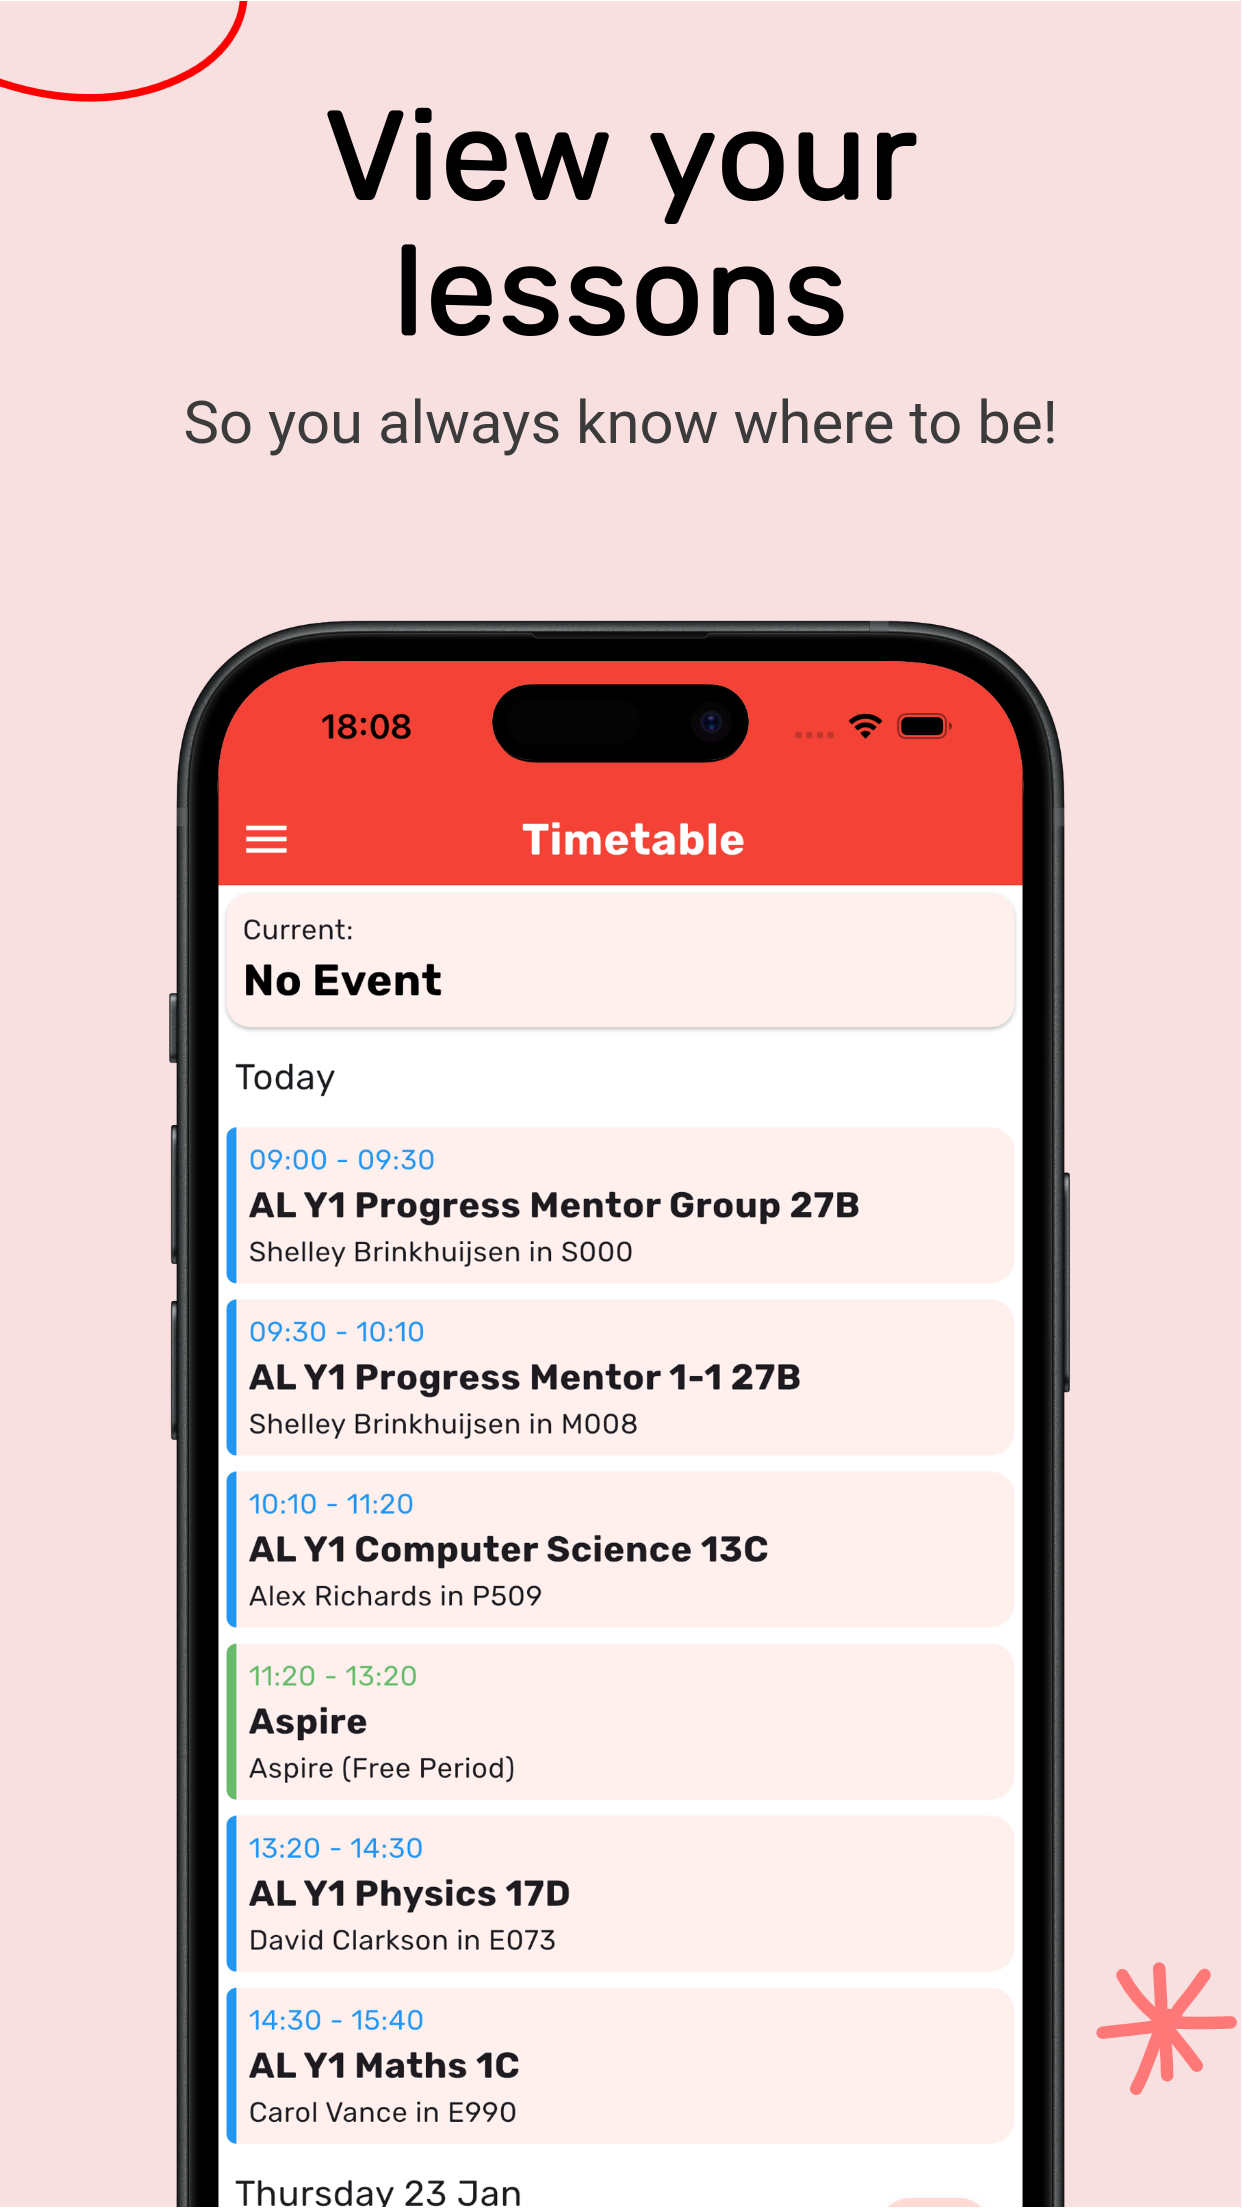 View your
lessons
So you always know where to be!
18:08
Timetable
Current:
No Event
Today
09:00 - 09:30
AL Y1 Progress Mentor Group 27B
Shelley Brinkhuijsen in S000
09:30 - 10:10
AL Y1 Progress Mentor 1-1 27B
Shelley Brinkhuijsen in M008
10:10 - 11:20
AL Y1 Computer Science 13C
Alex Richards in P509
11:20 - 13:20
Aspire
Aspire (Free Period)
13:20 - 14:30
AL Y1 Physics 17D
David Clarkson in E073
14:30 - 15:40
AL Y1 Maths 1C
Carol Vance in E990
Thursday 23 Jan